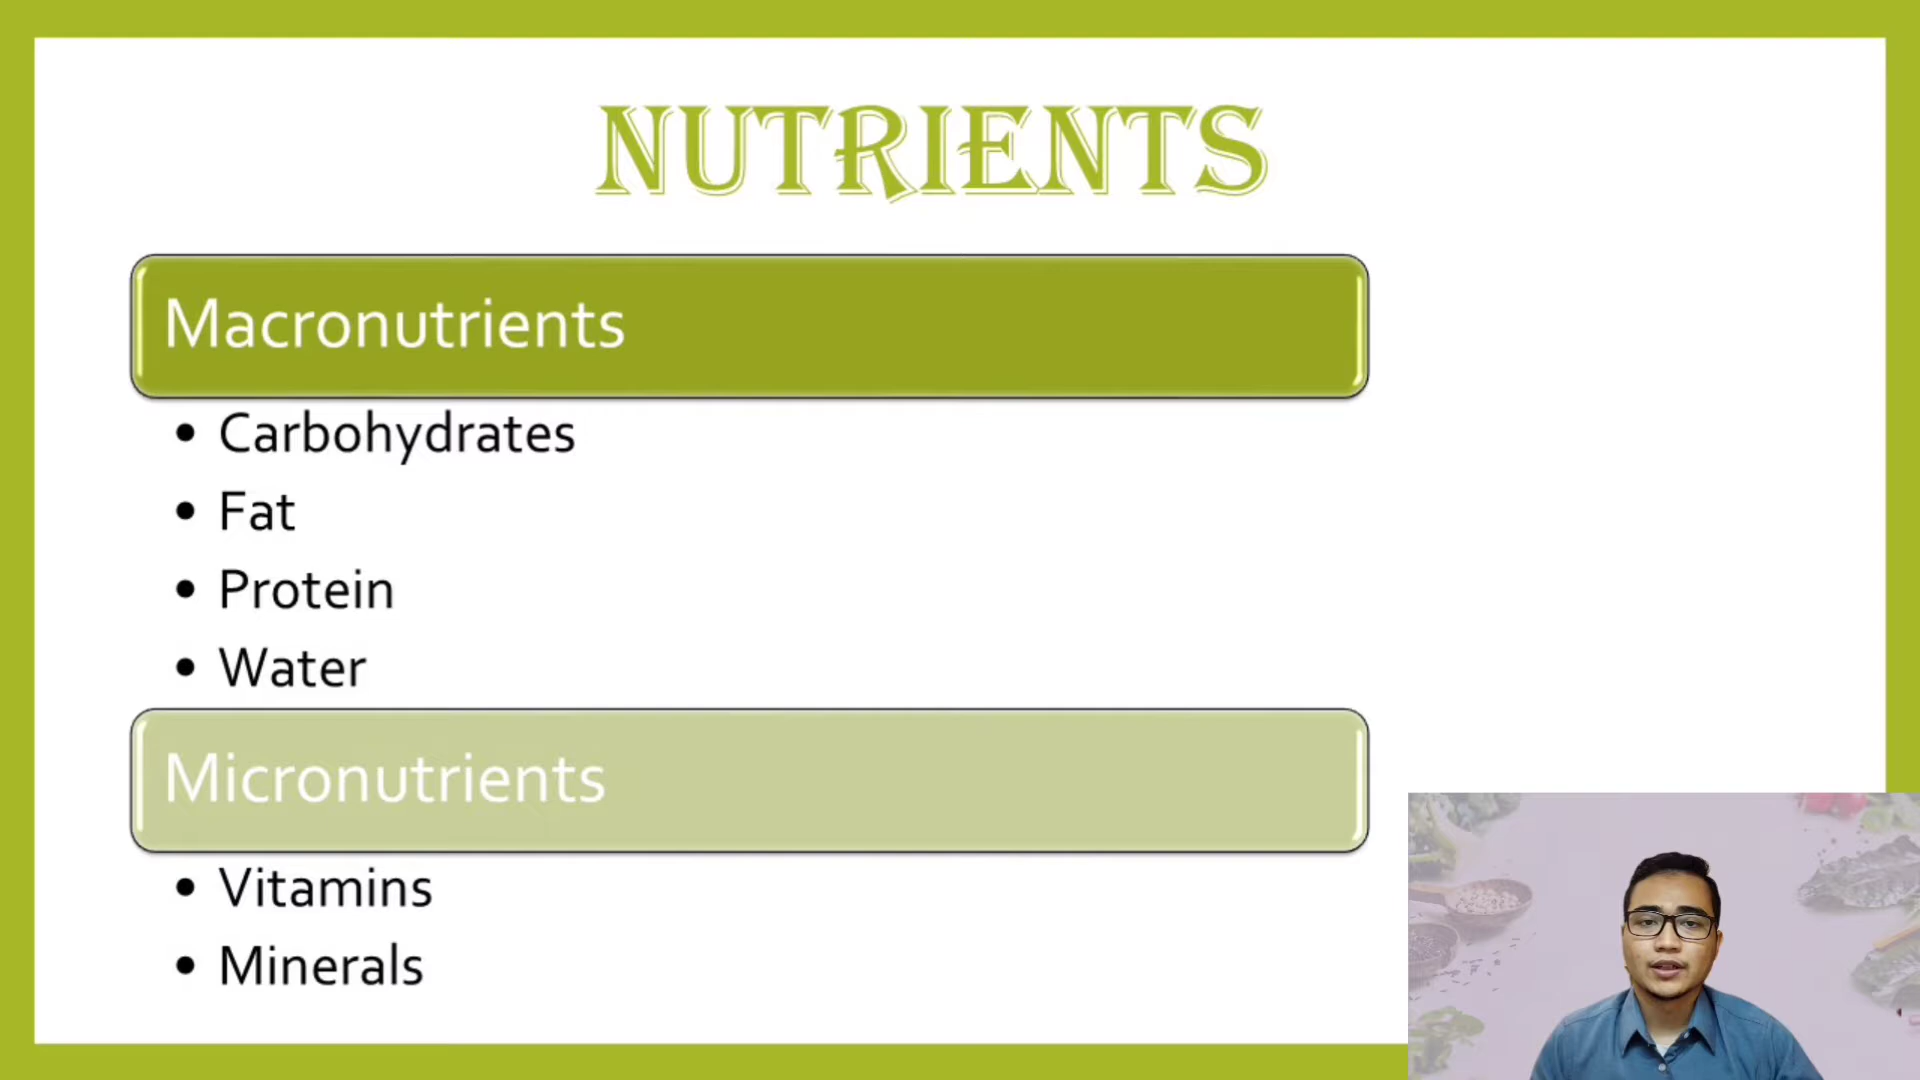 NUTRIENTS
Macronutrients
• Carbohydrates
• Fat
• Protein
• Water
Micronutrients
• Vitamins
• Minerals